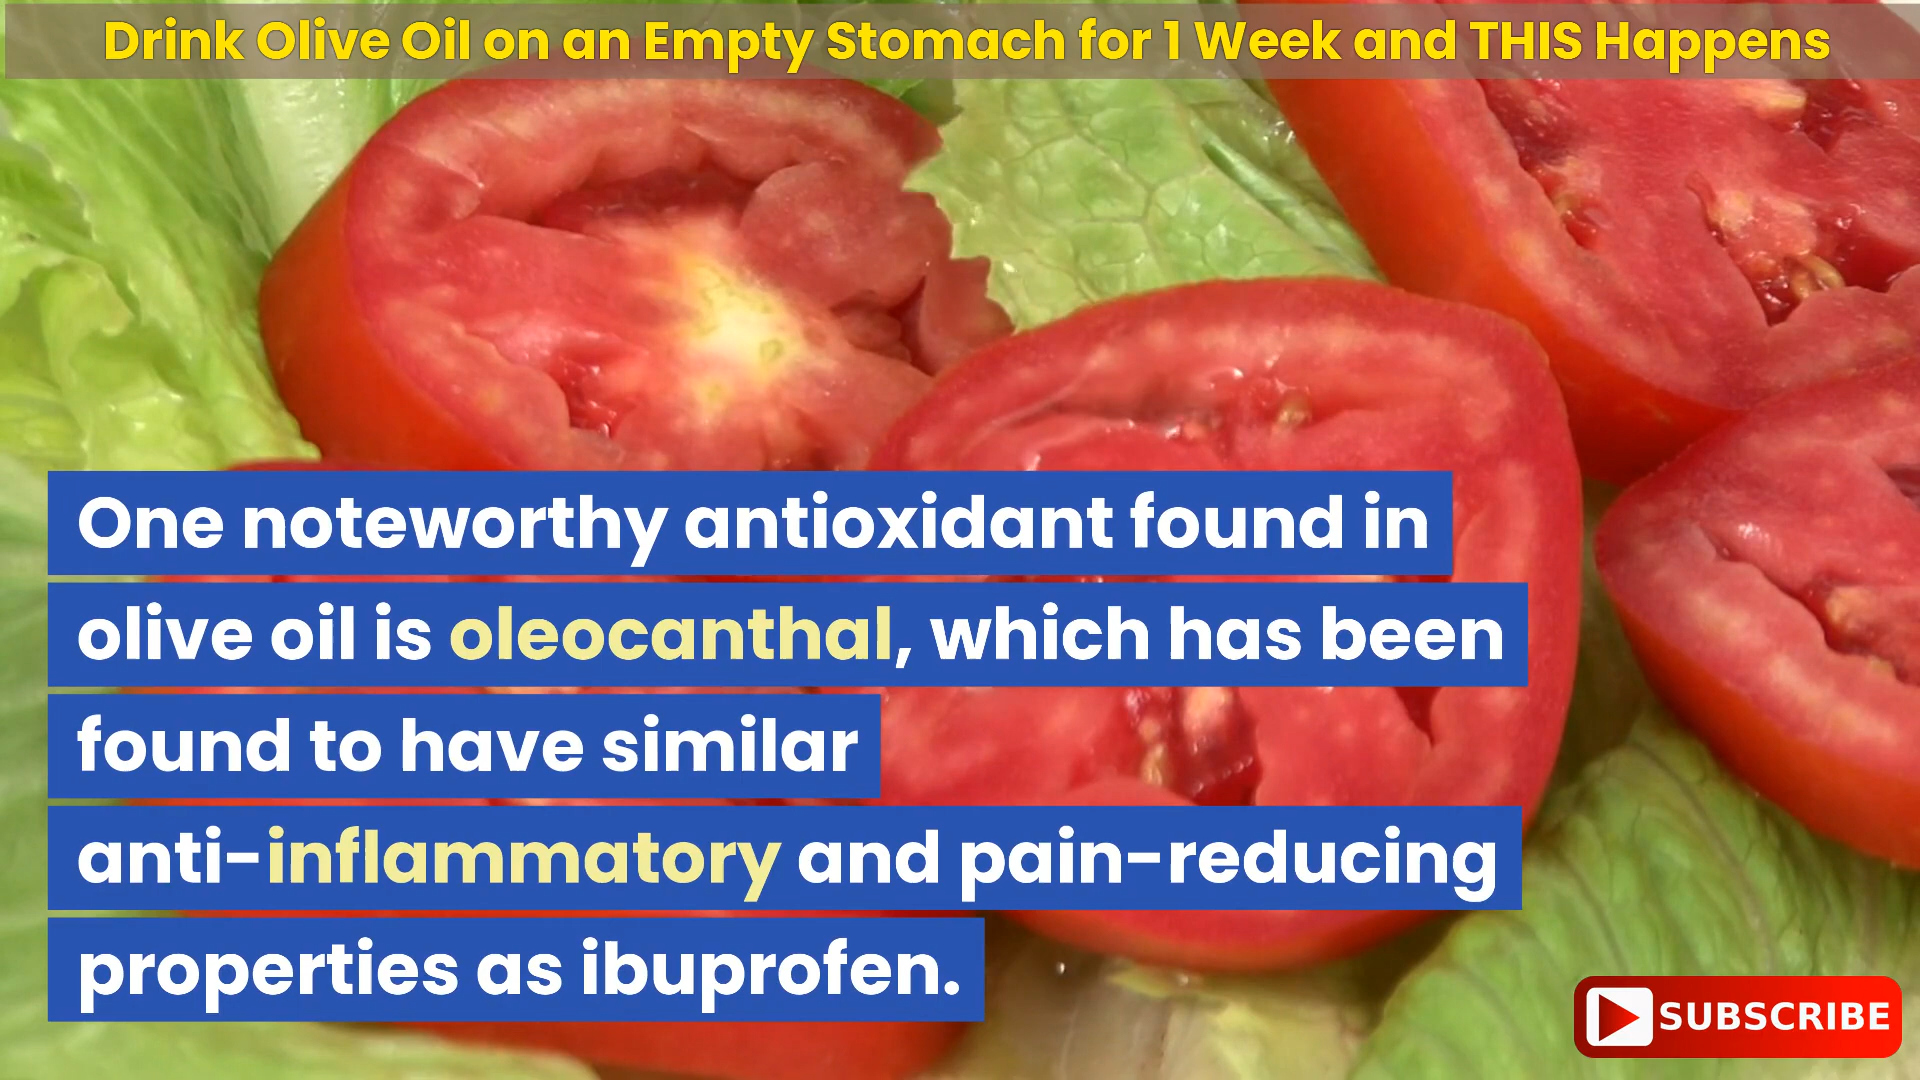 Drink Olive Oil on an Empty Stomach for 1 Week and THIS Happens
One noteworthy antioxidant found in
olive oil is oleocanthal, which has been
found to have similar
anti-inflammatory and pain-reducing
properties as ibuprofen.
SUBSCRIBE